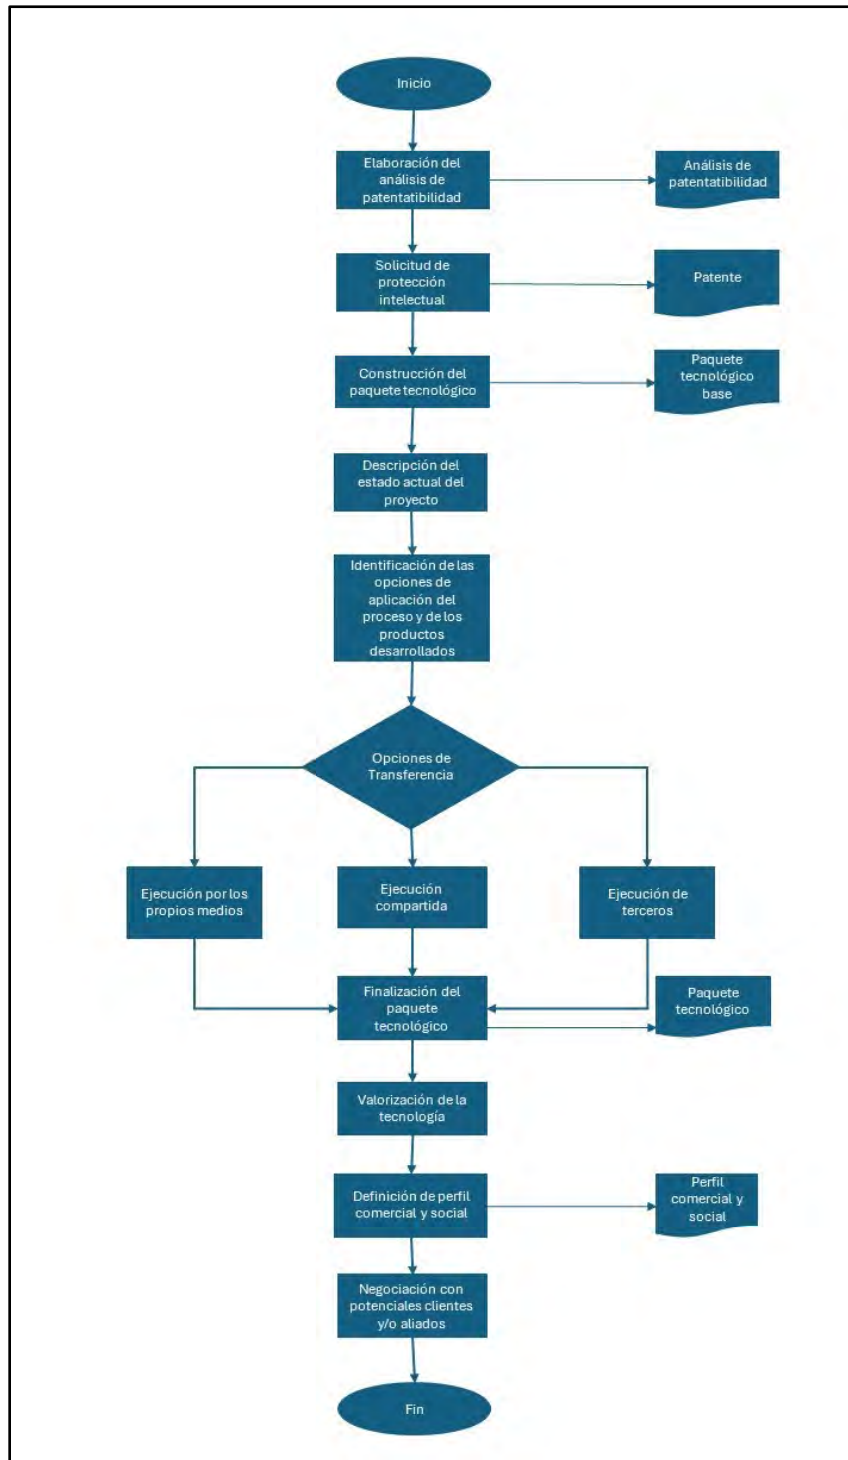 Inicio
Elaboración del
análisis de
patentatibilidad
Análisis de
patentatibilidad
Solicitud de
protección
intelectual
Patente
Construcción del
paquete tecnológico
Paquete
tecnológico
base
Descripción del
estado actual del
proyecto
Identificación de las
opciones de
aplicación del
proceso y de los
productos
desarrollados
Opciones de
Transferencia
Ejecución por los
propios medios
Ejecución
compartida
Ejecución de
terceros
Finalización del
paquete
tecnológico
Paquete
tecnológico
Valorización de la
tecnología
Definición de perfil
comercial y social
Perfil
comercial y
social
Negociación con
potenciales clientes
y/o aliados
Fin